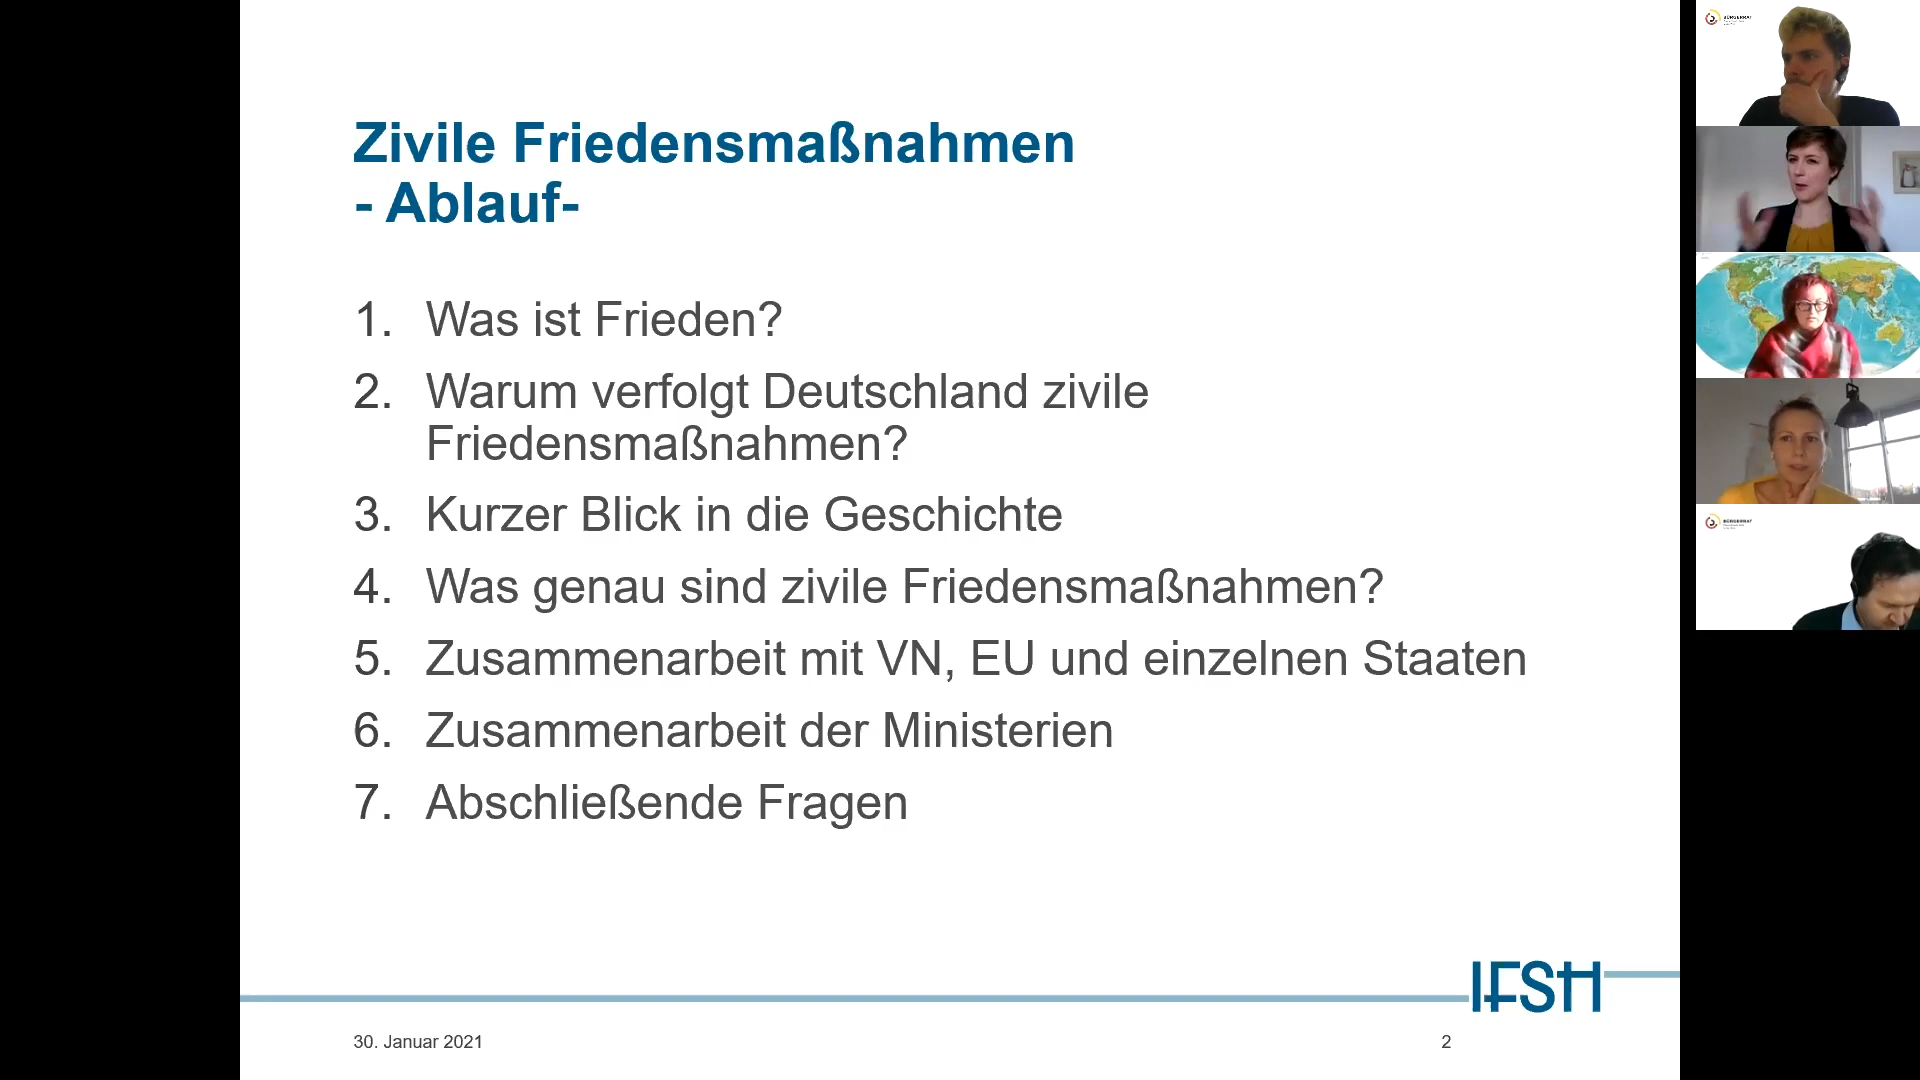 Zivile Friedensmaßnahmen
- Ablauf-
1. Was ist Frieden?
2. Warum verfolgt Deutschland zivile
Friedensmaßnahmen?
3. Kurzer Blick in die Geschichte
4. Was genau sind zivile Friedensmaßnahmen?
5. Zusammenarbeit mit VN, EU und einzelnen Staaten
6. Zusammenarbeit der Ministerien
7. Abschließende Fragen
IFSH
30. Januar 2021
2
BÜRGERRAT
BÜRGERRAT